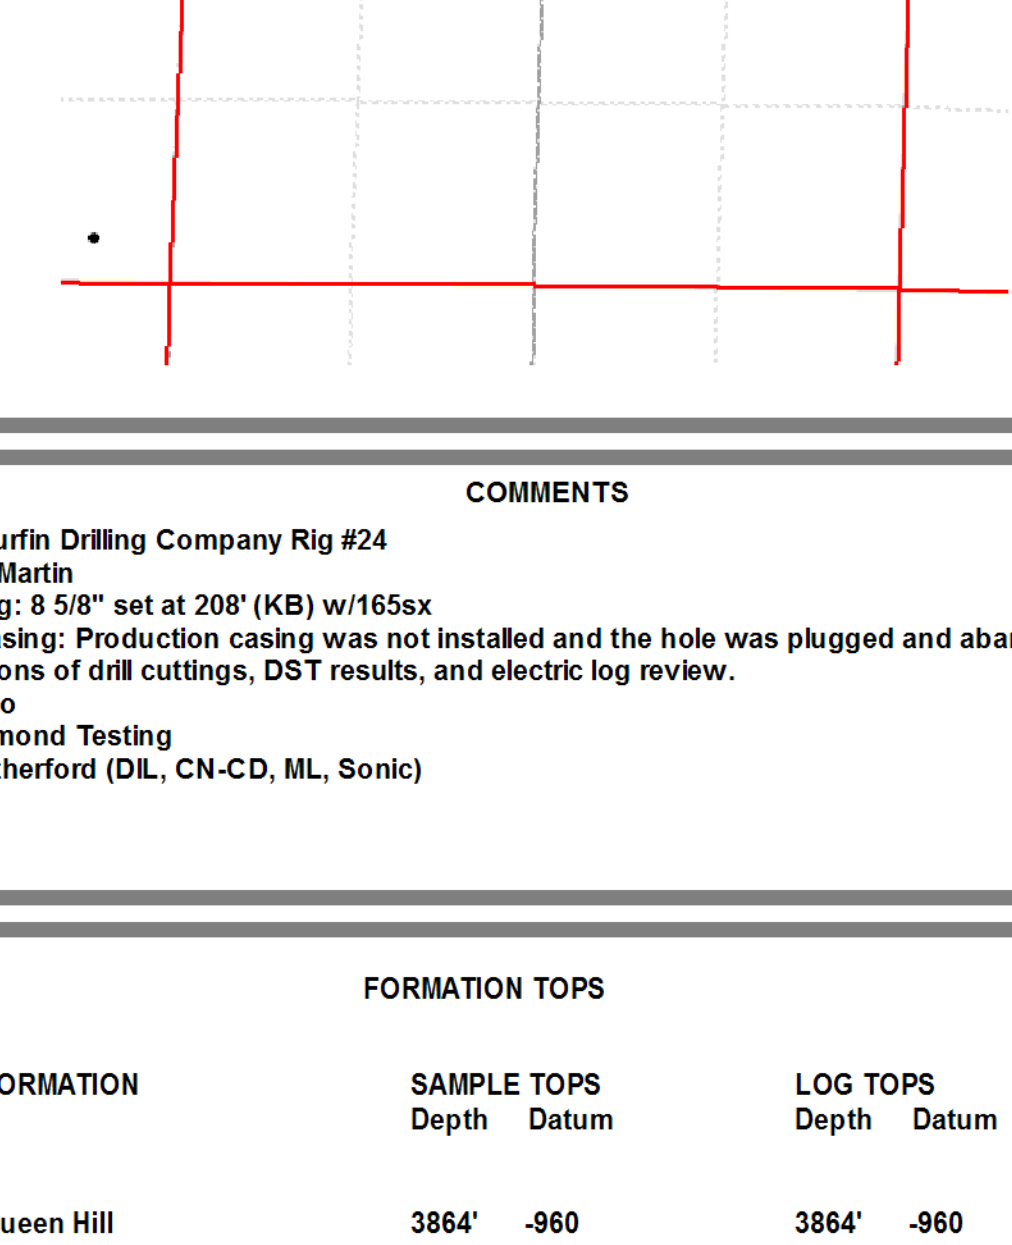 COMMENTS
urfin Drilling Company Rig #24
Martin
g: 8 5/8" set at 208' (KB) w/165sx
asing: Production casing was not installed and the hole was plugged and aba
ons of drill cuttings, DST results, and electric log review.
o
mond Testing
therford (DIL, CN-CD, ML, Sonic)
FORMATION TOPS
ORMATION SAMPLE TOPS LOG TOPS
Depth Datum Depth Datum
ueen Hill 3864' -960 3864' -960